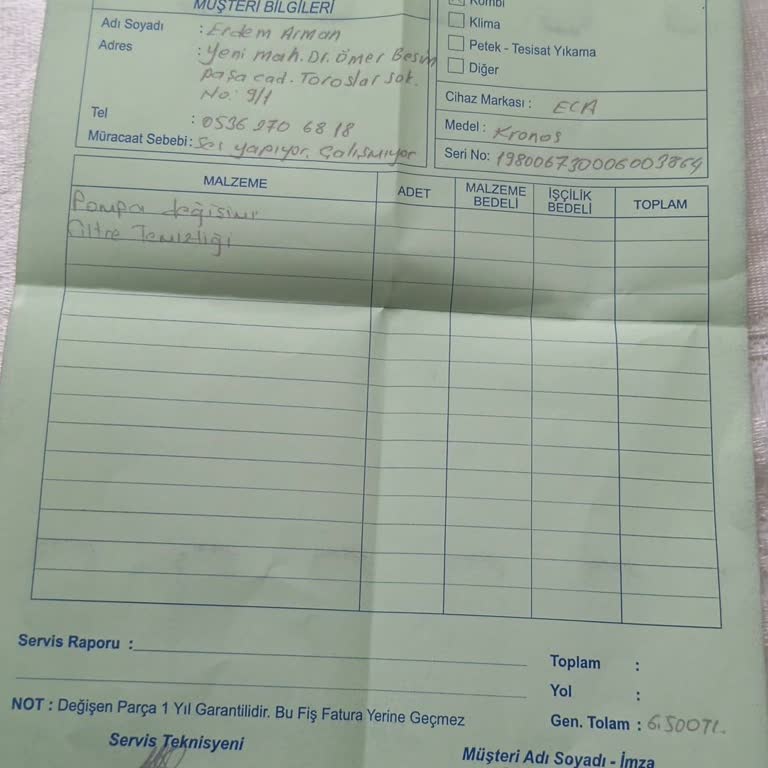 MÜŞTERİ BİLGİLERİ
Adı Soyadı : Erdem Arman
Adres : Yeni mah. Dr. Ömer Besim
paşa cad. Toroslar sok.
No: 9/1
Tel : 0536 270 68 18
Müracaat Sebebi: Ses yapıyor. Çalışmıyor
Kombi
Klima
Petek - Tesisat Yıkama
Diğer
Cihaz Markası : ECA
Medel : Kronos
Seri No: 198006730006003864
MALZEME ADET MALZEME BEDELİ İŞÇİLİK BEDELİ TOPLAM
Pompa değişimi
Filtre Temizliği
Servis Raporu :
Toplam :
Yol :
NOT : Değişen Parça 1 Yıl Garantilidir. Bu Fiş Fatura Yerine Geçmez
Gen. Tolam : 6.500TL.
Servis Teknisyeni
Müşteri Adı Soyadı - İmza